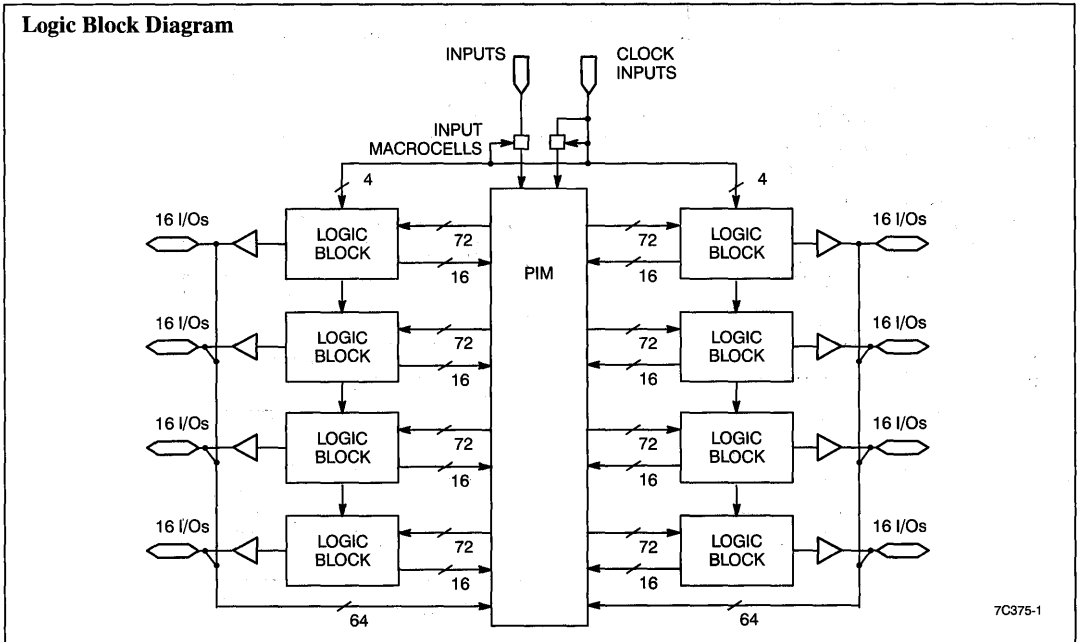 Logic Block Diagram
INPUTS
CLOCK
INPUTS
INPUT
MACROCELLS
4
4
16 I/Os
LOGIC
BLOCK
72
16
PIM
72
16
LOGIC
BLOCK
16 I/Os
16 I/Os
LOGIC
BLOCK
72
16
72
16
LOGIC
BLOCK
16 I/Os
16 I/Os
LOGIC
BLOCK
72
16
72
16
LOGIC
BLOCK
16 I/Os
16 I/Os
LOGIC
BLOCK
72
16
72
16
LOGIC
BLOCK
16 I/Os
64
64
7C375-1